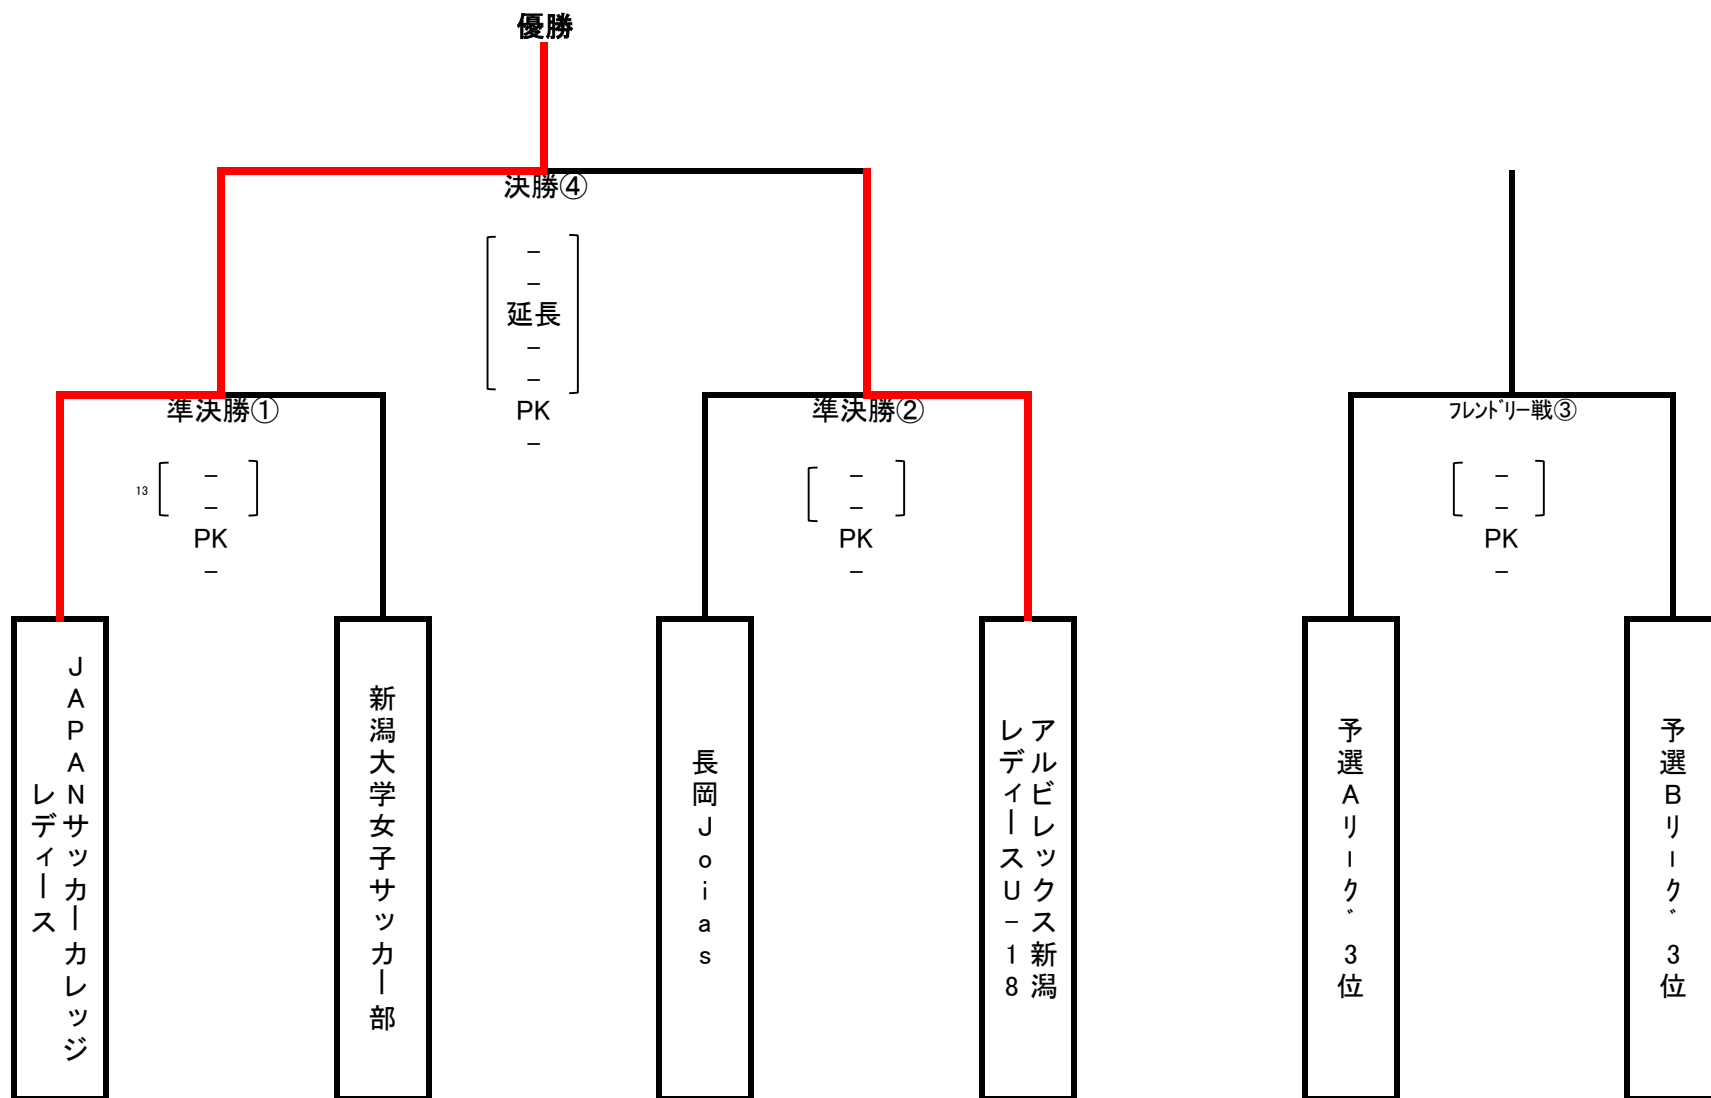 優勝
決勝④
-
-
延長
-
-
PK
-
準決勝①
13
-
-
PK
-
準決勝②
-
-
PK
-
フレンドリー戦③
-
-
PK
-
JAPANサッカーカレッジ
レディース
新潟大学女子サッカー部
長岡Joias
アルビレックス新潟
レディースU-18
予選Aリーグ3位
予選Bリーグ3位